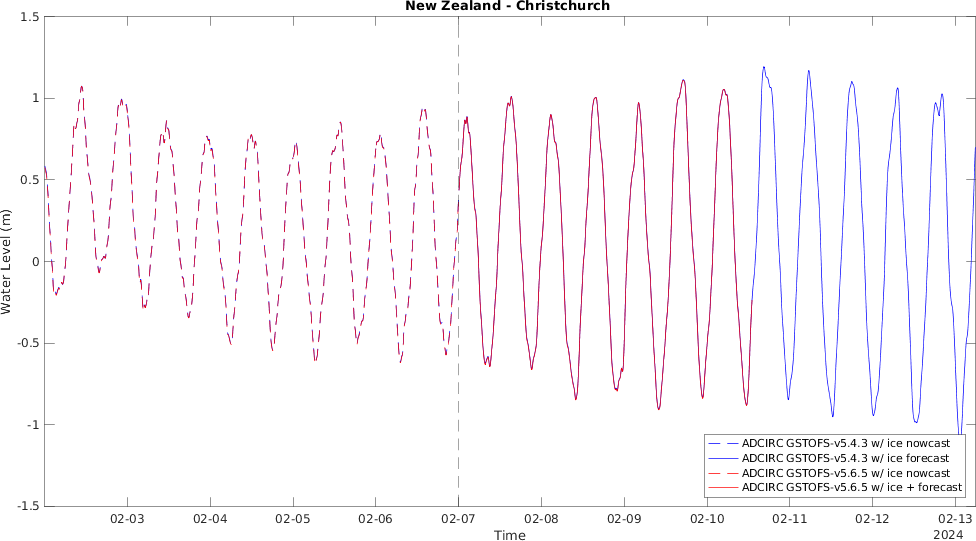 New Zealand - Christchurch
1.5
1
0.5
0
-0.5
-1
-1.5
Water Level (m)
ADCIRC GSTOFS-v5.4.3 w/ ice nowcast
ADCIRC GSTOFS-v5.4.3 w/ ice forecast
ADCIRC GSTOFS-v5.6.5 w/ ice nowcast
ADCIRC GSTOFS-v5.6.5 w/ ice + forecast
02-03 02-04 02-05 02-06 02-07 02-08 02-09 02-10 02-11 02-12 02-13
Time
2024